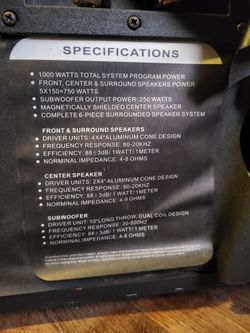 SPECIFICATIONS
• 1000 WATTS TOTAL SYSTEM PROGRAM POWER
• FRONT, CENTER & SURROUND SPEAKERS POWER:
5X150=750 WATTS
• SUBWOOFER OUTPUT POWER: 250 WATTS
• MAGNETICALLY SHIELDED CENTER SPEAKER
• COMPLETE 6-PIECE SURROUNDED SPEAKER SYSTEM
FRONT & SURROUND SPEAKERS
• DRIVER UNITS: 4X4"ALUMINUM CONE DESIGN
• FREQUENCY RESPONSE: 80-20KHZ
• EFFICIENCY: 88±3dB/ 1WATT/ 1METER
• NORMINAL IMPEDANCE: 4-8 OHMS
CENTER SPEAKER
• DRIVER UNITS: 2X4" ALUMINUM CONE DESIGN
• FREQUENCY RESPONSE: 80-20KHZ
• EFFICIENCY: 88±3dB/ 1WATT/ 1METER
• NORMINAL IMPEDANCE: 4-8 OHMS
SUBWOOFER
• DRIVER UNIT: 10"LONG THROW, DUAL COIL DESIGN
• FREQUENCY RESPONSE: 30-500HZ
• EFFICIENCY: 88±3dB/ 1 WATT/ 1 METER
• NORMINAL IMPEDANCE: 4-8 OHMS